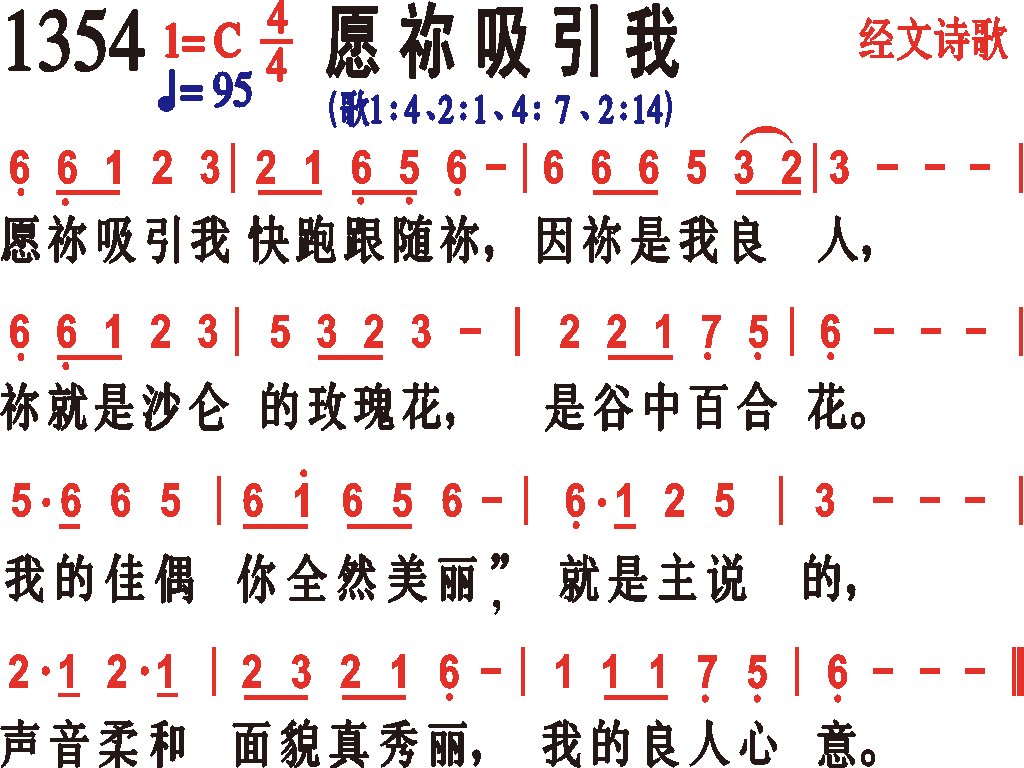 1354 1=C 4/4 愿祢吸引我 经文诗歌
♩=95 (歌1:4、2:1、4:7、2:14)
6̣ 6̣ 1 2 3 | 2 1 6̣ 5̣ 6̣ - | 6 6 6 5 3 2 | 3 - - - |
愿祢吸引我 快跑跟随祢，因祢是我良 人，
6̣ 6̣ 1 2 3 | 5 3 2 3 - | 2 2 1 7̣ 5̣ | 6̣ - - - |
祢就是沙仑 的玫瑰花， 是谷中百合 花。
5·6 6 5 | 6 1̇ 6 5 6 - | 6̣·1 2 5 | 3 - - - |
我的佳偶 你全然美丽”， 就是主说 的，
2·1 2·1 | 2 3 2 1 6̣ - | 1 1 1 7̣ 5̣ | 6̣ - - - ‖
声音柔和 面貌真秀丽， 我的良人心 意。